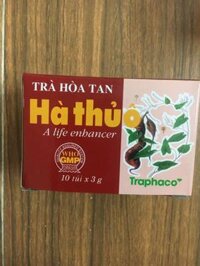 TRÀ HÒA TAN
Hà thủ ô
A life enhancer
WHO
GMP
10 túi x 3 g
Traphaco